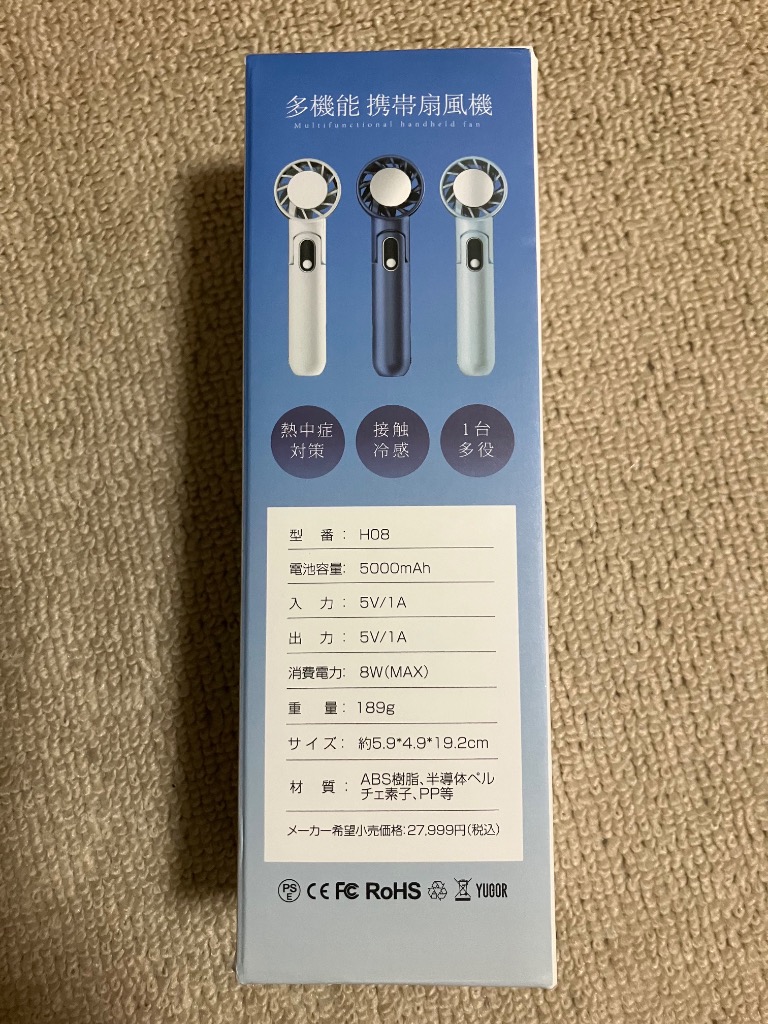 多機能 携帯扇風機
Multifunctional handheld fan
熱中症
対策
接触
冷感
1台
多役
型 番: H08
電池容量: 5000mAh
入 力: 5V/1A
出 力: 5V/1A
消費電力: 8W(MAX)
重 量: 189g
サイズ: 約5.9*4.9*19.2cm
材 質: ABS樹脂、半導体ペル
チェ素子、PP等
メーカー希望小売価格:27,999円(税込)
PSE CE FC RoHS YUGOR